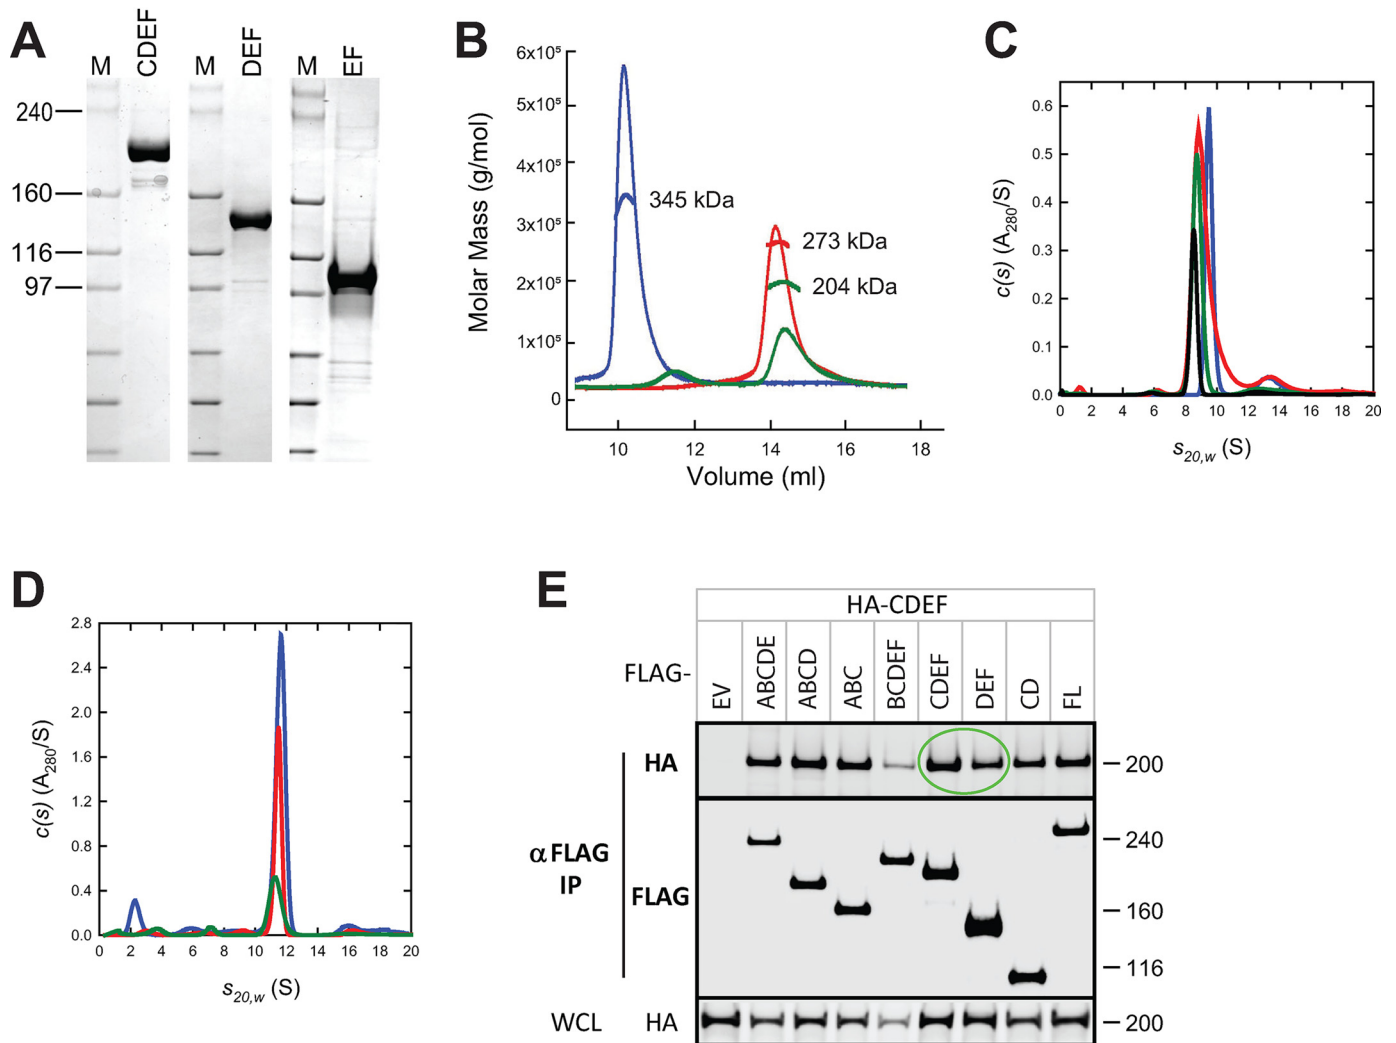 A
M
CDEF
M
DEF
M
EF
240
160
116
97
B
6x10⁵
5x10⁵
4x10⁵
3x10⁵
2x10⁵
1x10⁵
0
Molar Mass (g/mol)
345 kDa
273 kDa
204 kDa
10 12 14 16 18
Volume (ml)
C
0.6
0.5
0.4
0.3
0.2
0.1
0.0
c(s) (A₂₈₀/S)
0 2 4 6 8 10 12 14 16 18 20
s20,w (S)
D
2.8
2.4
2.0
1.6
1.2
0.8
0.4
0.0
c(s) (A₂₈₀/S)
0 2 4 6 8 10 12 14 16 18 20
s20,w (S)
E
HA-CDEF
FLAG-
EV
ABCDE
ABCD
ABC
BCDEF
CDEF
DEF
CD
FL
αFLAG
IP
HA
200
FLAG
240
160
116
WCL HA 200